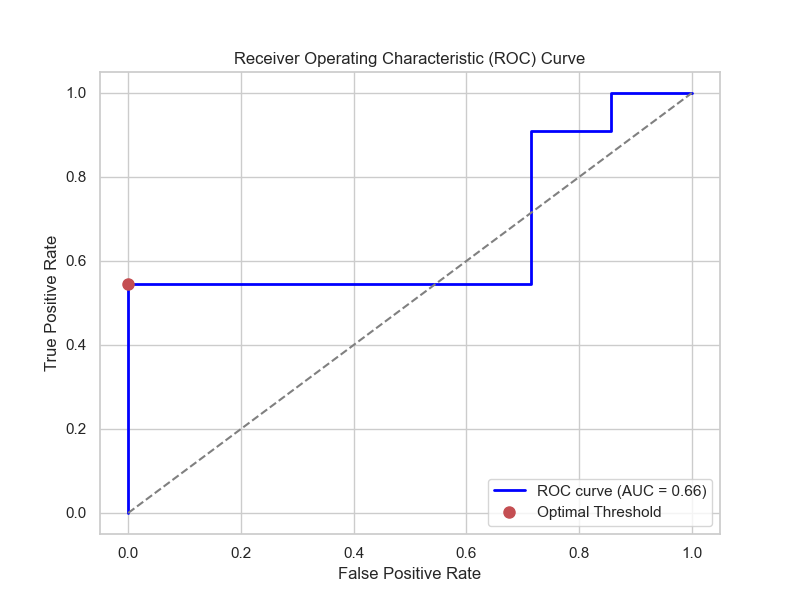 Receiver Operating Characteristic (ROC) Curve
1.0
0.8
0.6
0.4
0.2
0.0
True Positive Rate
0.0 0.2 0.4 0.6 0.8 1.0
False Positive Rate
ROC curve (AUC = 0.66)
Optimal Threshold